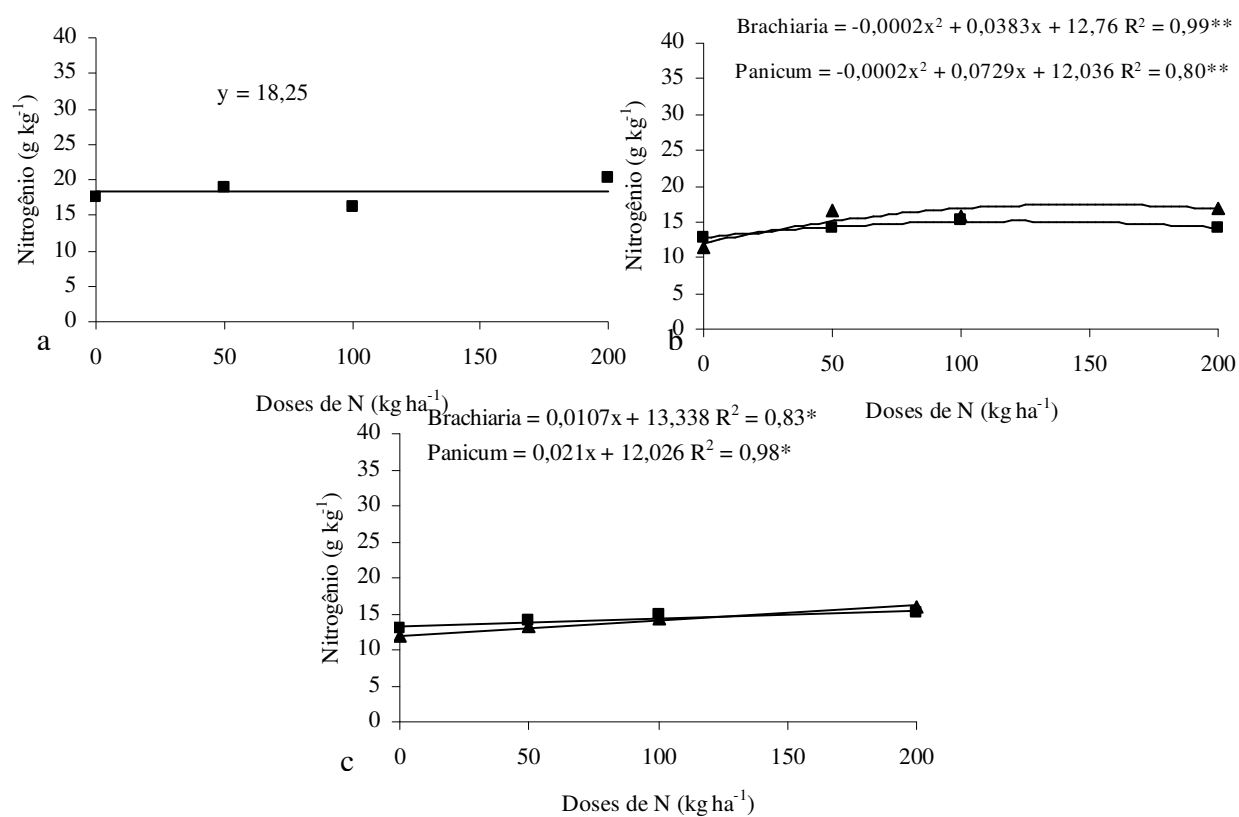 40
35
30
25
20
15
10
5
0
Nitrogênio (g kg⁻¹)
y = 18,25
0 50 100 150 200
a
Doses de N (kg ha⁻¹)
Brachiaria = -0,0002x² + 0,0383x + 12,76 R² = 0,99**
Panicum = -0,0002x² + 0,0729x + 12,036 R² = 0,80**
40
35
30
25
20
15
10
5
0
Nitrogênio (g kg⁻¹)
0 50 100 150 200
b
Doses de N (kg ha⁻¹)
Brachiaria = 0,0107x + 13,338 R² = 0,83*
Panicum = 0,021x + 12,026 R² = 0,98*
40
35
30
25
20
15
10
5
0
Nitrogênio (g kg⁻¹)
0 50 100 150 200
c
Doses de N (kg ha⁻¹)